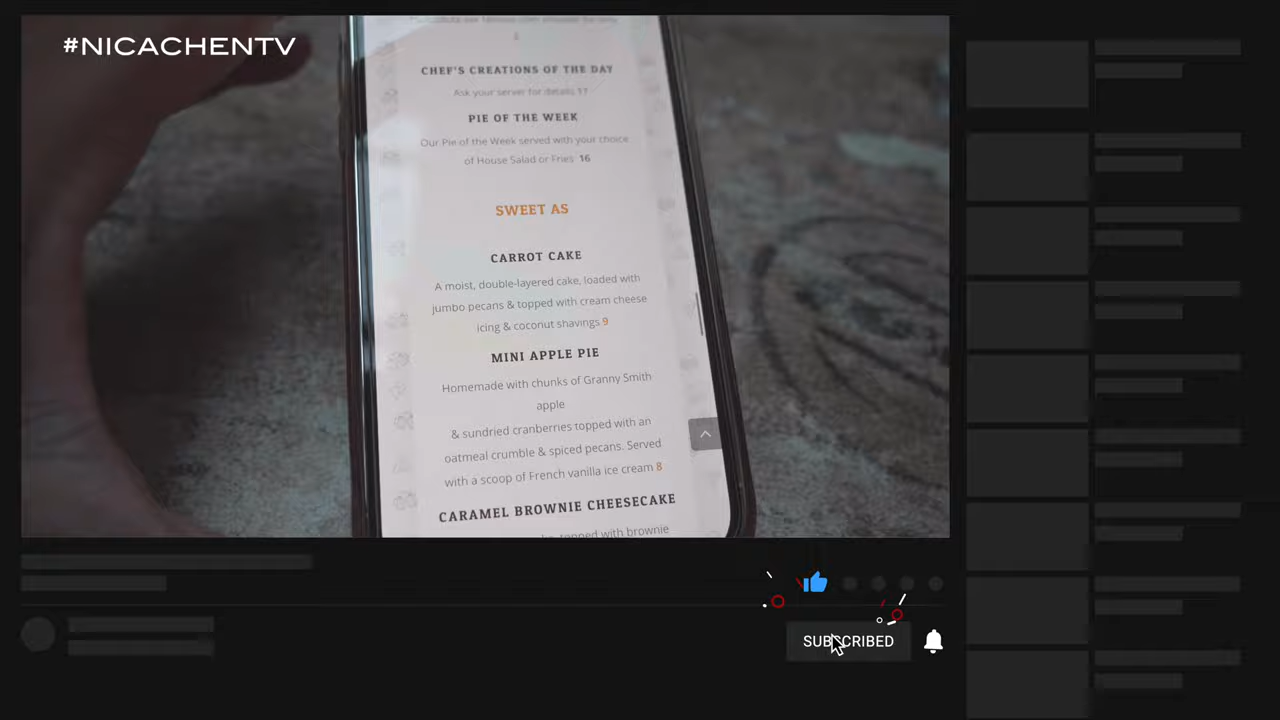 #NICACHENTV
CHEF'S CREATIONS OF THE DAY
Ask your server for details 17
PIE OF THE WEEK
Our Pie of the Week served with your choice
of House Salad or Fries 16
SWEET AS
CARROT CAKE
A moist, double-layered cake, loaded with
jumbo pecans & topped with cream cheese
icing & coconut shavings 9
MINI APPLE PIE
Homemade with chunks of Granny Smith
apple
& sundried cranberries topped with an
oatmeal crumble & spiced pecans. Served
with a scoop of French vanilla ice cream 8
CARAMEL BROWNIE CHEESECAKE
topped with brownie
SUBSCRIBED